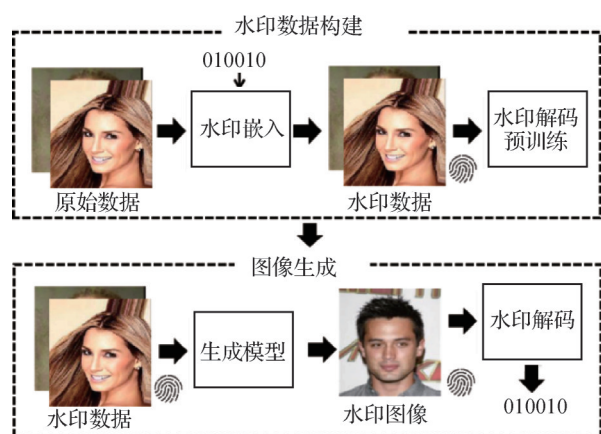 水印数据构建
010010
水印嵌入
水印解码
预训练
原始数据
水印数据
图像生成
生成模型
水印解码
水印数据
水印图像
010010